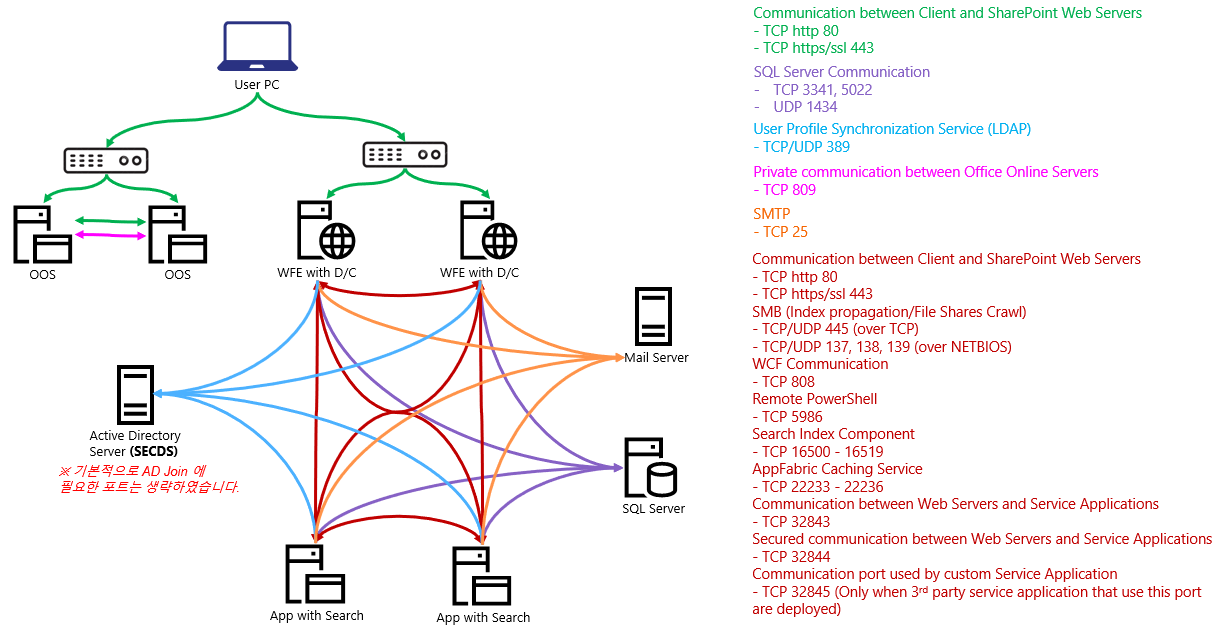 User PC
OOS
OOS
WFE with D/C
WFE with D/C
Mail Server
Active Directory
Server (SECDS)
※ 기본적으로 AD Join 에
필요한 포트는 생략하였습니다.
SQL Server
App with Search
App with Search
Communication between Client and SharePoint Web Servers
- TCP http 80
- TCP https/ssl 443
SQL Server Communication
- TCP 3341, 5022
- UDP 1434
User Profile Synchronization Service (LDAP)
- TCP/UDP 389
Private communication between Office Online Servers
- TCP 809
SMTP
- TCP 25
Communication between Client and SharePoint Web Servers
- TCP http 80
- TCP https/ssl 443
SMB (Index propagation/File Shares Crawl)
- TCP/UDP 445 (over TCP)
- TCP/UDP 137, 138, 139 (over NETBIOS)
WCF Communication
- TCP 808
Remote PowerShell
- TCP 5986
Search Index Component
- TCP 16500 - 16519
AppFabric Caching Service
- TCP 22233 - 22236
Communication between Web Servers and Service Applications
- TCP 32843
Secured communication between Web Servers and Service Applications
- TCP 32844
Communication port used by custom Service Application
- TCP 32845 (Only when 3rd party service application that use this port
are deployed)